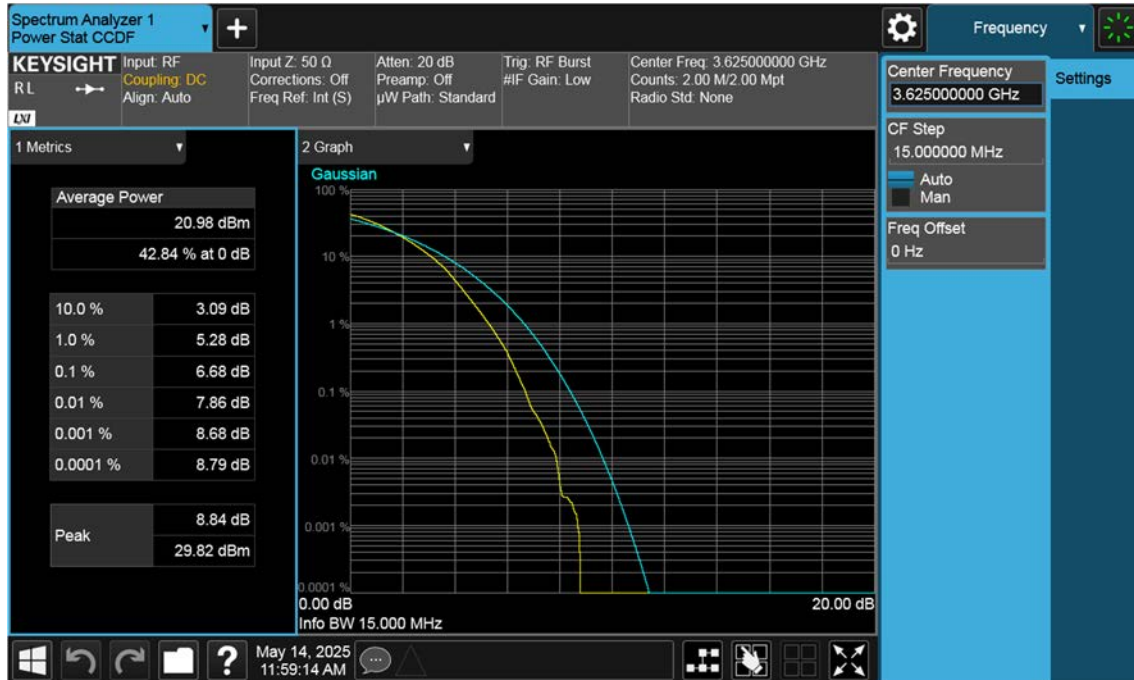 Spectrum Analyzer 1
Power Stat CCDF
Frequency
KEYSIGHT
RL
LXI
Input: RF
Coupling: DC
Align: Auto
Input Z: 50 Ω
Corrections: Off
Freq Ref: Int (S)
Atten: 20 dB
Preamp: Off
µW Path: Standard
Trig: RF Burst
#IF Gain: Low
Center Freq: 3.625000000 GHz
Counts: 2.00 M/2.00 Mpt
Radio Std: None
Center Frequency
3.625000000 GHz
Settings
CF Step
15.000000 MHz
Auto
Man
Freq Offset
0 Hz
1 Metrics
Average Power
20.98 dBm
42.84 % at 0 dB
10.0 % 3.09 dB
1.0 % 5.28 dB
0.1 % 6.68 dB
0.01 % 7.86 dB
0.001 % 8.68 dB
0.0001 % 8.79 dB
Peak
8.84 dB
29.82 dBm
2 Graph
Gaussian
100 %
10 %
1 %
0.1 %
0.01 %
0.001 %
0.0001 %
0.00 dB
20.00 dB
Info BW 15.000 MHz
?
May 14, 2025
11:59:14 AM